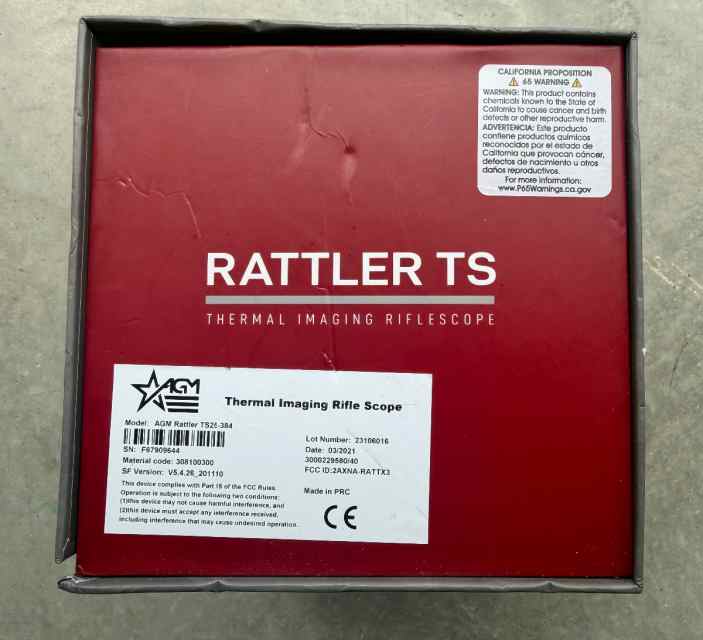 CALIFORNIA PROPOSITION
65 WARNING
WARNING: This product contains
chemicals known to the State of
California to cause cancer and birth
defects or other reproductive harm.
ADVERTENCIA: Este producto
contiene productos químicos
reconocidos por el estado de
California que provocan cáncer,
defectos de nacimiento u otros
daños reproductivos.
For more information:
www.P65Warnings.ca.gov
RATTLER TS
THERMAL IMAGING RIFLESCOPE
AGM
Thermal Imaging Rifle Scope
Model: AGM Rattler TS25-384
SN: F67909644
Material code: 308100300
SF Version: V5.4.26_201110
This device complies with Part 15 of the FCC Rules.
Operation is subject to the following two conditions:
(1)this device may not cause harmful interference, and
(2)this device must accept any interference received,
including interference that may cause undesired operation.
Lot Number: 23106016
Date: 03/2021
3000229580/40
FCC ID:2AXNA-RATTX3
Made in PRC
CE